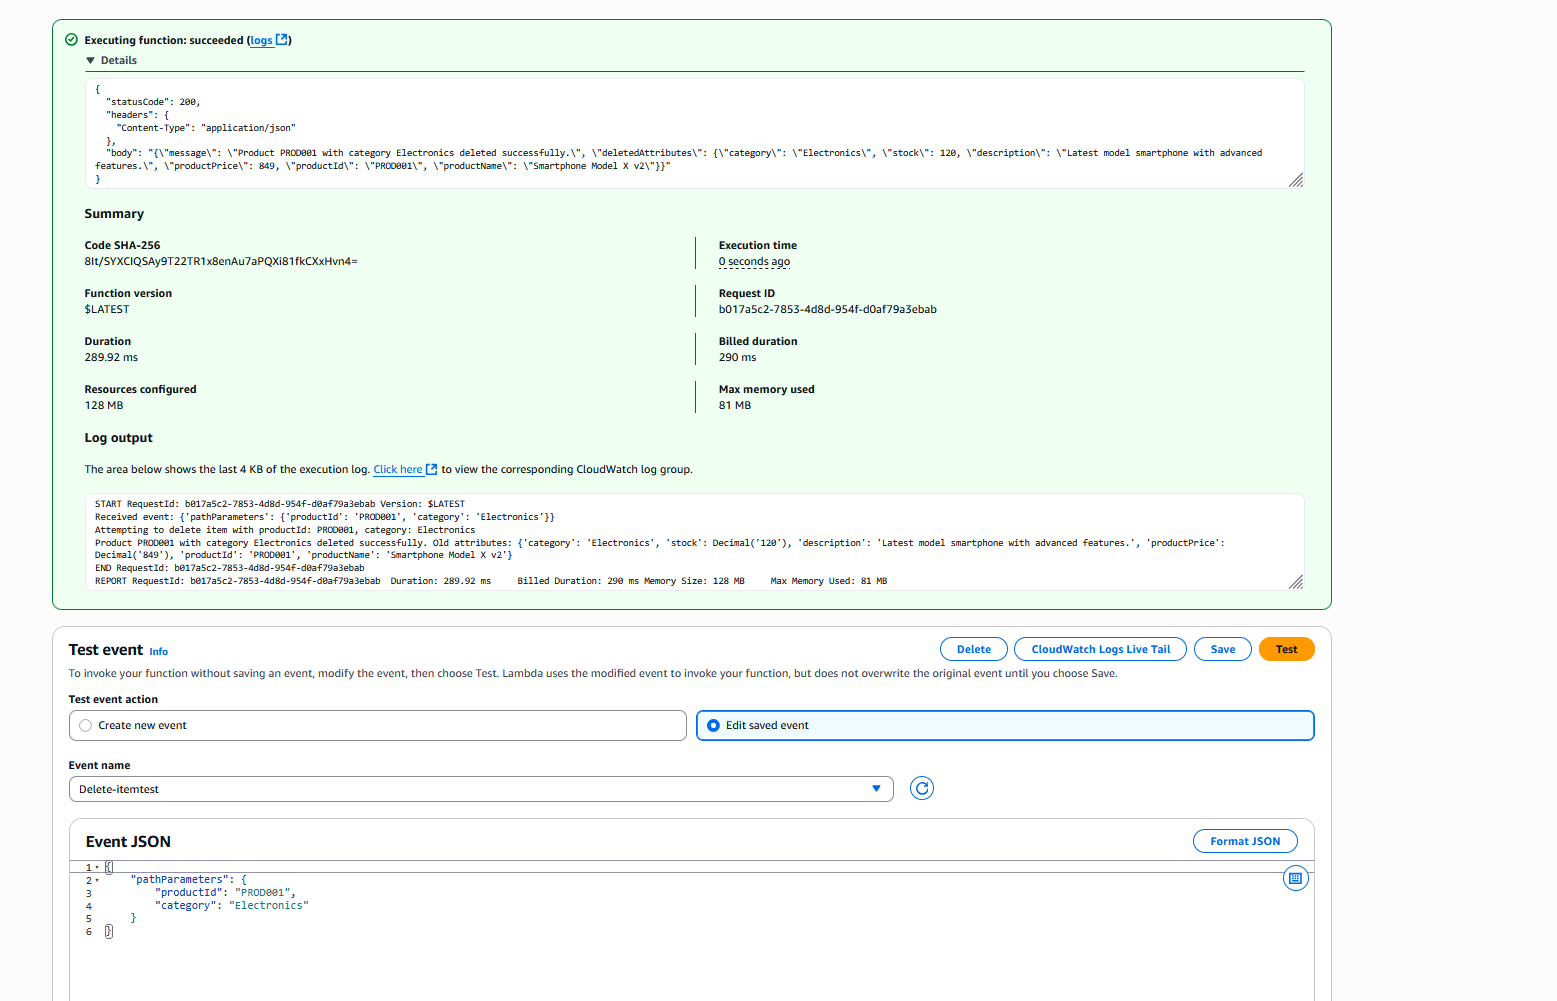 Executing function: succeeded (logs)
Details
{
"statusCode": 200,
"headers": {
"Content-Type": "application/json"
},
"body": "{\"message\": \"Product PROD001 with category Electronics deleted successfully.\", \"deletedAttributes\": {\"category\": \"Electronics\", \"stock\": 120, \"description\": \"Latest model smartphone with advanced
features.\", \"productPrice\": 849, \"productId\": \"PROD001\", \"productName\": \"Smartphone Model X v2\"}}"
}
Summary
Code SHA-256
8It/SYXCIQSAy9T22TR1x8enAu7aPQXi81fkCXxHvn4=
Execution time
0 seconds ago
Function version
$LATEST
Request ID
b017a5c2-7853-4d8d-954f-d0af79a3ebab
Duration
289.92 ms
Billed duration
290 ms
Resources configured
128 MB
Max memory used
81 MB
Log output
The area below shows the last 4 KB of the execution log. Click here to view the corresponding CloudWatch log group.
START RequestId: b017a5c2-7853-4d8d-954f-d0af79a3ebab Version: $LATEST
Received event: {'pathParameters': {'productId': 'PROD001', 'category': 'Electronics'}}
Attempting to delete item with productId: PROD001, category: Electronics
Product PROD001 with category Electronics deleted successfully. Old attributes: {'category': 'Electronics', 'stock': Decimal('120'), 'description': 'Latest model smartphone with advanced features.', 'productPrice':
Decimal('849'), 'productId': 'PROD001', 'productName': 'Smartphone Model X v2'}
END RequestId: b017a5c2-7853-4d8d-954f-d0af79a3ebab
REPORT RequestId: b017a5c2-7853-4d8d-954f-d0af79a3ebab Duration: 289.92 ms Billed Duration: 290 ms Memory Size: 128 MB Max Memory Used: 81 MB
Test event Info
Delete
CloudWatch Logs Live Tail
Save
Test
To invoke your function without saving an event, modify the event, then choose Test. Lambda uses the modified event to invoke your function, but does not overwrite the original event until you choose Save.
Test event action
Create new event
Edit saved event
Event name
Delete-itemtest
Event JSON
Format JSON
1 {
2 "pathParameters": {
3 "productId": "PROD001",
4 "category": "Electronics"
5 }
6 }